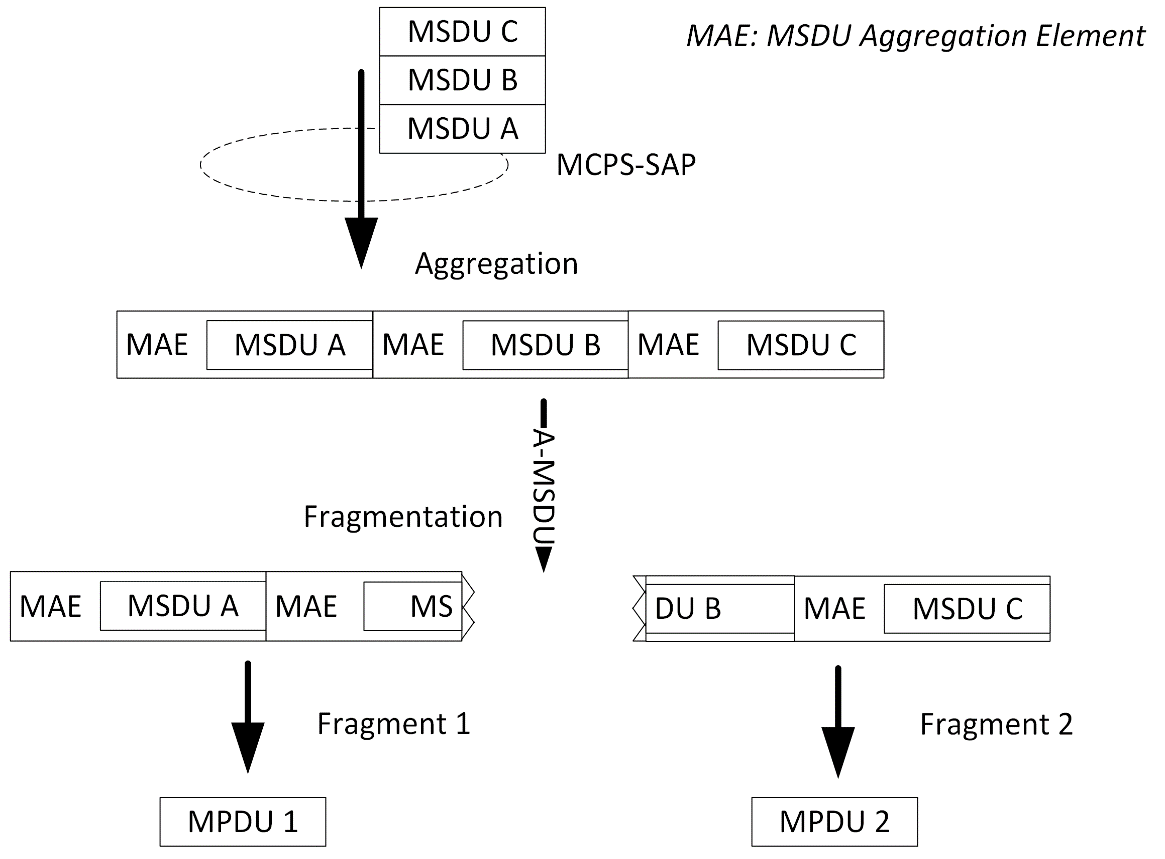 MSDU C
MAE: MSDU Aggregation Element
MSDU B
MSDU A
MCPS-SAP
Aggregation
MAE MSDU A MAE MSDU B MAE MSDU C
A-MSDU
Fragmentation
MAE MSDU A MAE MS
DU B MAE MSDU C
Fragment 1
Fragment 2
MPDU 1
MPDU 2